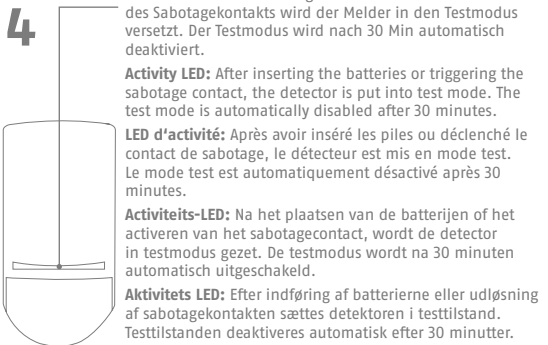 4
des Sabotagekontakts wird der Melder in den Testmodus
versetzt. Der Testmodus wird nach 30 Min automatisch
deaktiviert.
Activity LED: After inserting the batteries or triggering the
sabotage contact, the detector is put into test mode. The
test mode is automatically disabled after 30 minutes.
LED d‘activité: Après avoir inséré les piles ou déclenché le
contact de sabotage, le détecteur est mis en mode test.
Le mode test est automatiquement désactivé après 30
minutes.
Activiteits-LED: Na het plaatsen van de batterijen of het
activeren van het sabotagecontact, wordt de detector
in testmodus gezet. De testmodus wordt na 30 minuten
automatisch uitgeschakeld.
Aktivitets LED: Efter indføring af batterierne eller udløsning
af sabotagekontakten sættes detektoren i testtilstand.
Testtilstanden deaktiveres automatisk efter 30 minutter.